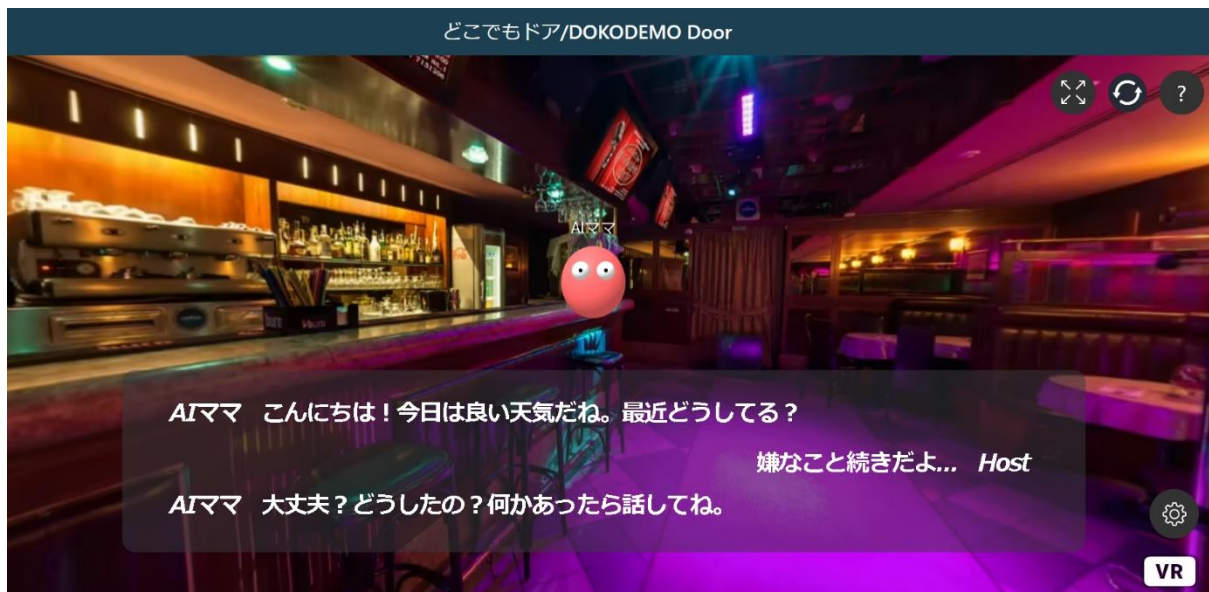 どこでもドア/DOKODEMO Door
?
AIママ
AIママ こんにちは!今日は良い天気だね。最近どうしてる?
嫌なこと続きだよ... Host
AIママ 大丈夫?どうしたの?何かあったら話してね。
VR